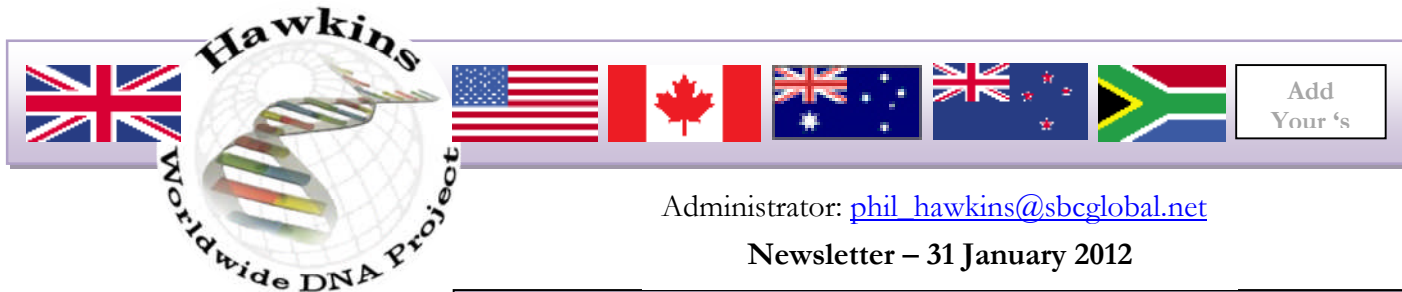 Hawkins
Worldwide DNA Project
Add
Your ‘s
Administrator: phil_hawkins@sbcglobal.net
Newsletter – 31 January 2012